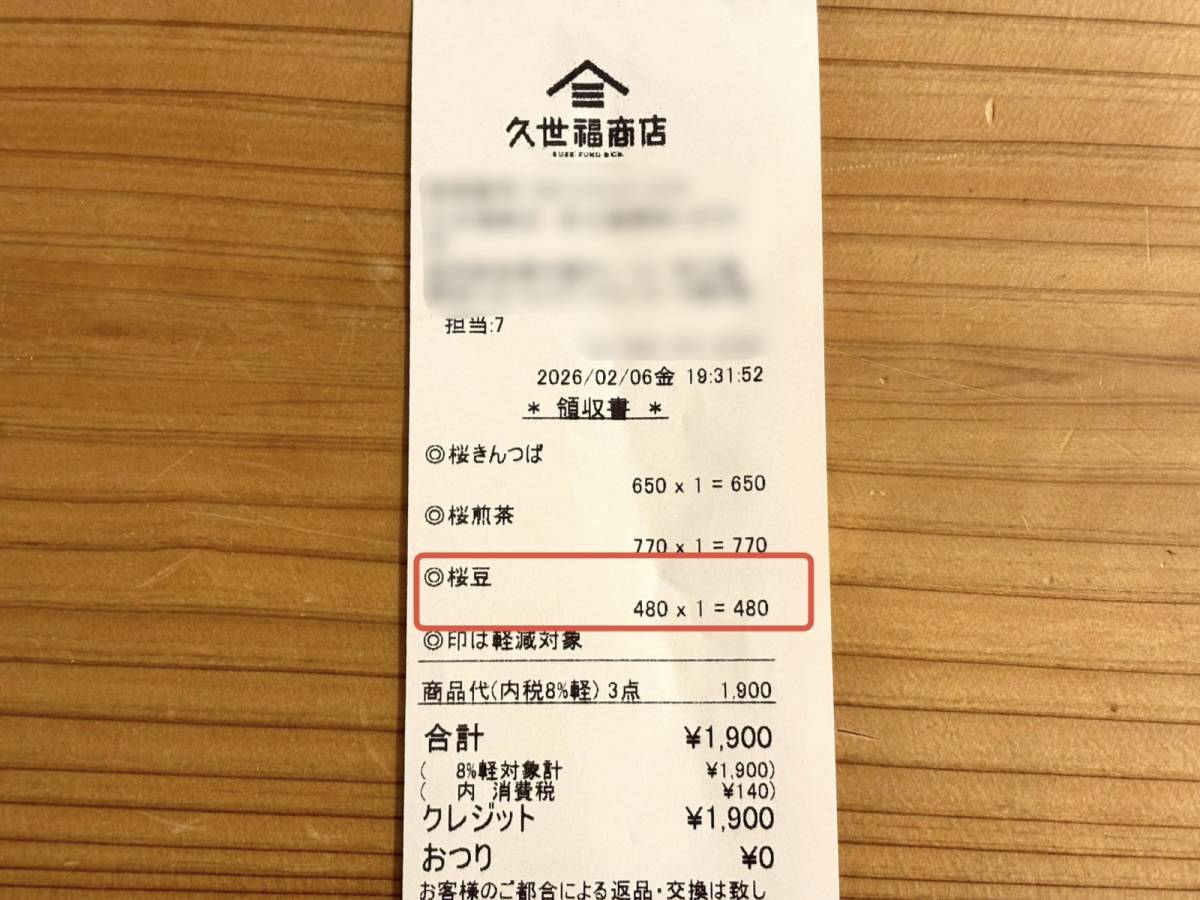 久世福商店
KUZE FUKU & CO.
担当:7
2026/02/06金 19:31:52
* 領収書 *
◎桜きんつば
650 x 1 = 650
◎桜煎茶
770 x 1 = 770
◎桜豆
480 x 1 = 480
◎印は軽減対象
商品代(内税8%軽) 3点 1,900
合計 ¥1,900
( 8%軽対象計 ¥1,900)
( 内 消費税 ¥140)
クレジット ¥1,900
おつり ¥0
お客様のご都合による返品・交換は致し